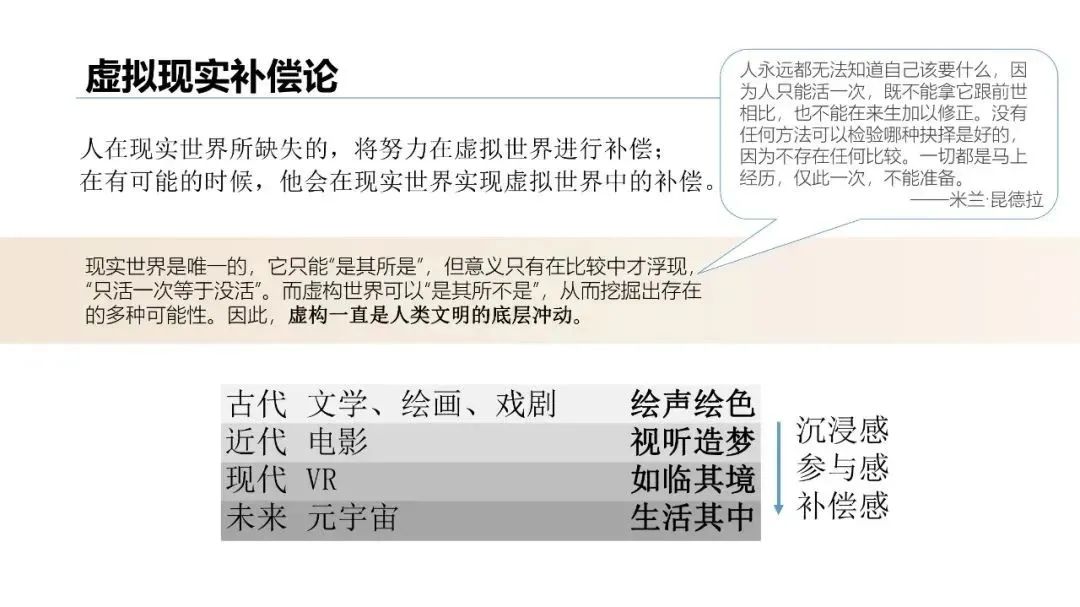 虚拟现实补偿论
人在现实世界所缺失的，将努力在虚拟世界进行补偿；
在有可能的时候，他会在现实世界实现虚拟世界中的补偿。
人永远都无法知道自己该要什么，因
为人只能活一次，既不能拿它跟前世
相比，也不能在来生加以修正。没有
任何方法可以检验哪种抉择是好的，
因为不存在任何比较。一切都是马上
经历，仅此一次，不能准备。
——米兰·昆德拉
现实世界是唯一的，它只能“是其所是”，但意义只有在比较中才浮现，
“只活一次等于没活”。而虚构世界可以“是其所不是”，从而挖掘出存在
的多种可能性。因此，虚构一直是人类文明的底层冲动。
古代 文学、绘画、戏剧 绘声绘色
近代 电影 视听造梦
现代 VR 如临其境
未来 元宇宙 生活其中
沉浸感
参与感
补偿感